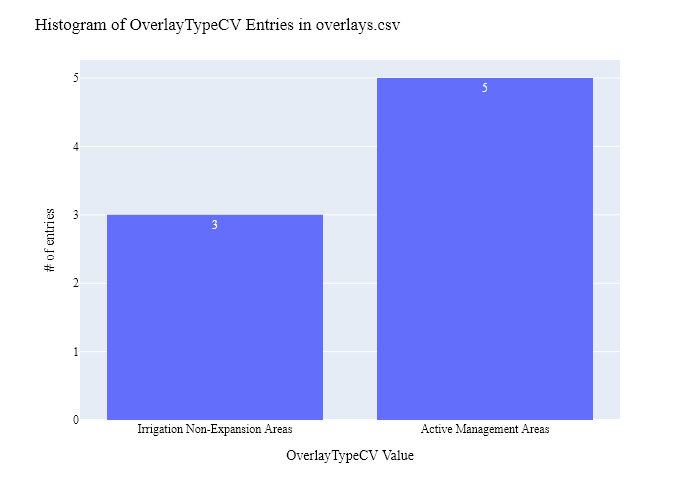 Histogram of OverlayTypeCV Entries in overlays.csv
5
4
3
2
1
0
# of entries
3
5
Irrigation Non-Expansion Areas
Active Management Areas
OverlayTypeCV Value